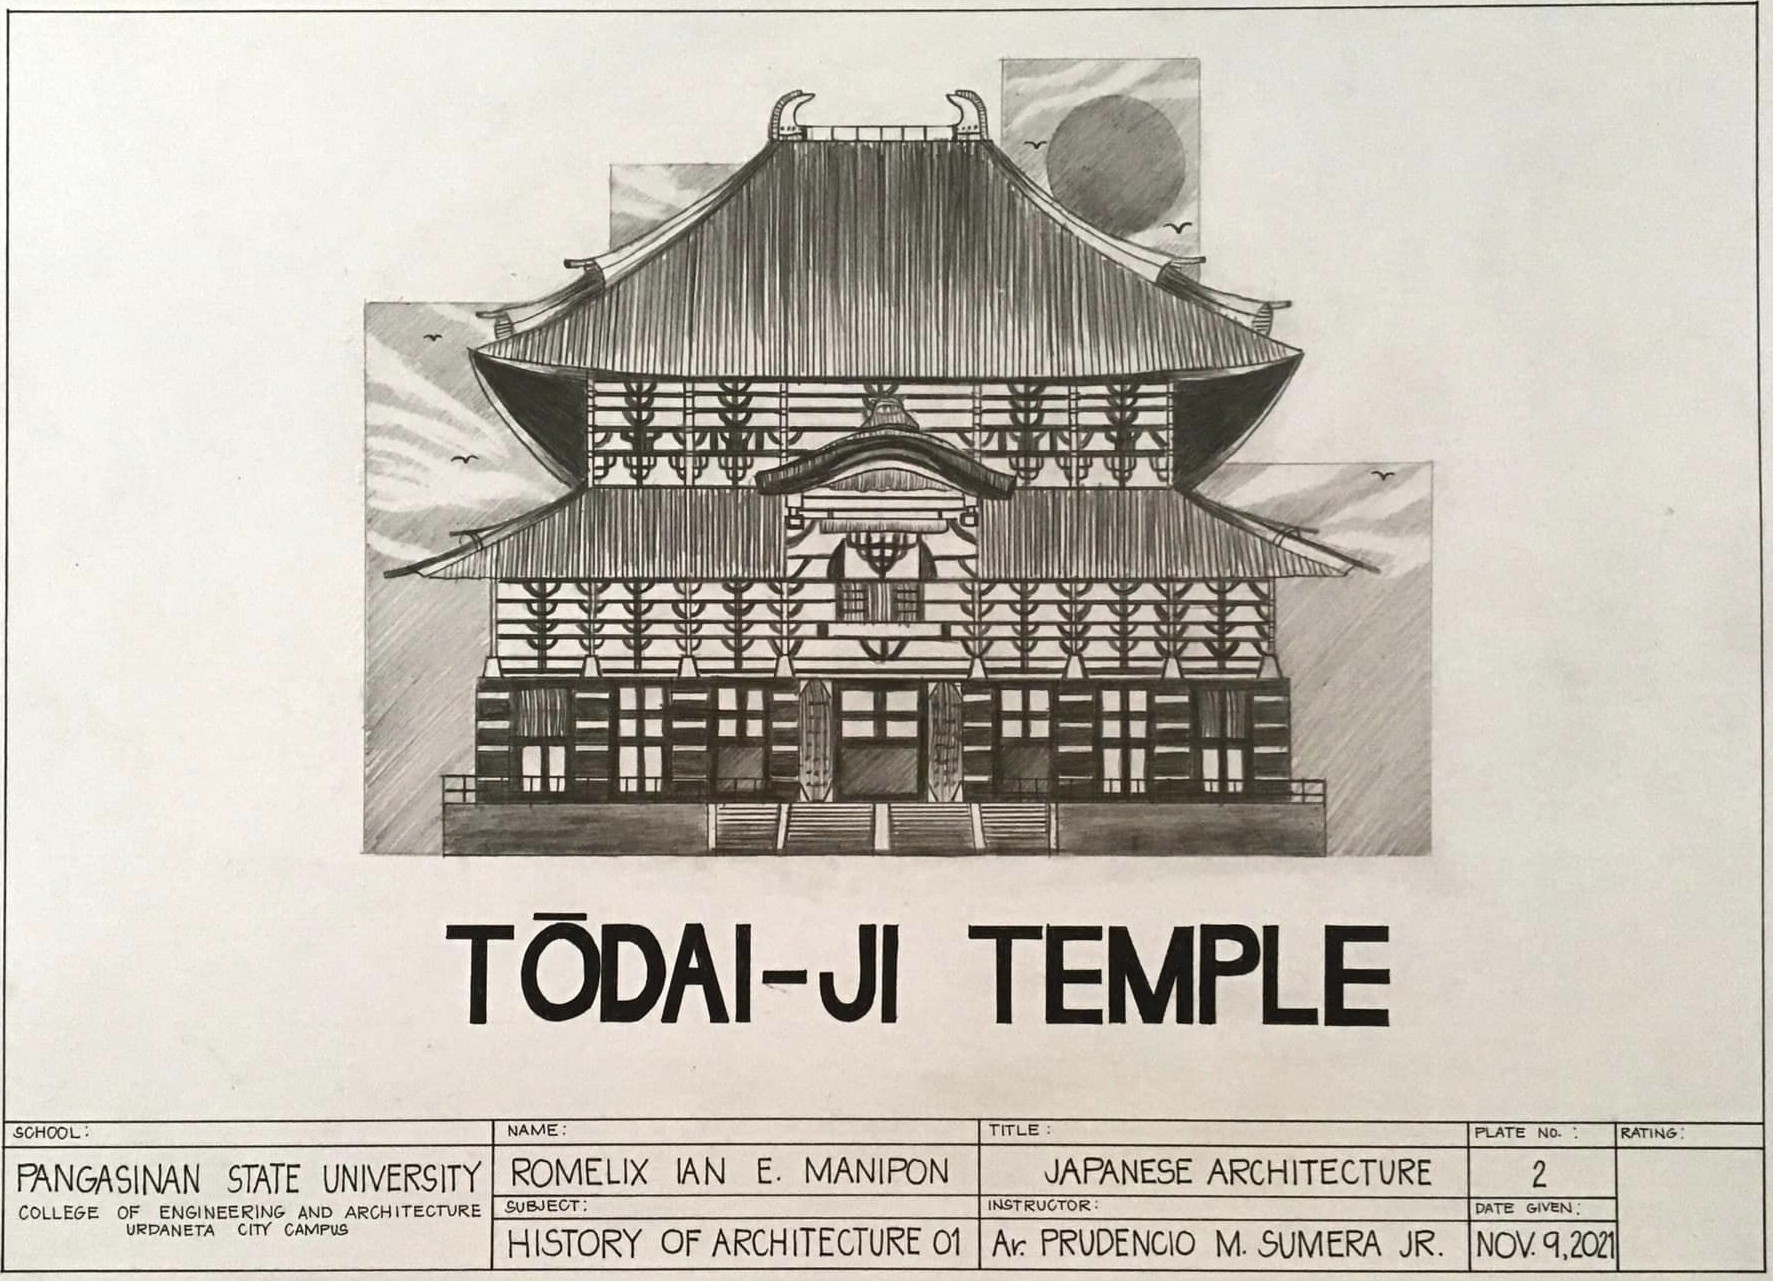 TŌDAI-JI TEMPLE
SCHOOL:
PANGASINAN STATE UNIVERSITY
COLLEGE OF ENGINEERING AND ARCHITECTURE
URDANETA CITY CAMPUS
NAME:
ROMELIX IAN E. MANIPON
SUBJECT:
HISTORY OF ARCHITECTURE 01
TITLE:
JAPANESE ARCHITECTURE
INSTRUCTOR:
Ar. PRUDENCIO M. SUMERA JR.
PLATE NO. :
2
DATE GIVEN:
NOV. 9, 2021
RATING: